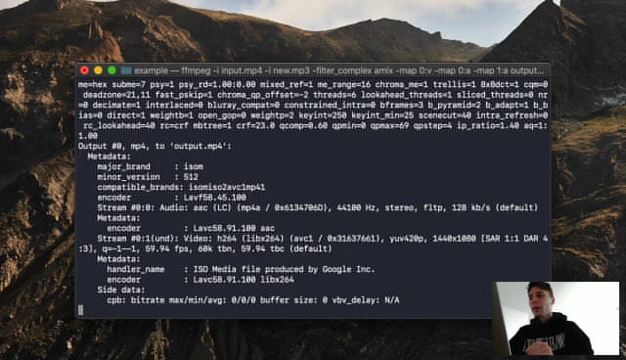 example — ffmpeg -i input.mp4 -i new.mp3 -filter_complex amix -map 0:v -map 0:a -map 1:a output...
me=hex subme=7 psy=1 psy_rd=1.00:0.00 mixed_ref=1 me_range=16 chroma_me=1 trellis=1 8x8dct=1 cqm=0
deadzone=21,11 fast_pskip=1 chroma_qp_offset=-2 threads=6 lookahead_threads=1 sliced_threads=0 nr
=0 decimate=1 interlaced=0 bluray_compat=0 constrained_intra=0 bframes=3 b_pyramid=2 b_adapt=1 b_b
ias=0 direct=1 weightb=1 open_gop=0 weightp=2 keyint=250 keyint_min=25 scenecut=40 intra_refresh=0
rc_lookahead=40 rc=crf mbtree=1 crf=23.0 qcomp=0.60 qpmin=0 qpmax=69 qpstep=4 ip_ratio=1.40 aq=1:
1.00
Output #0, mp4, to 'output.mp4':
Metadata:
major_brand : isom
minor_version : 512
compatible_brands: isomiso2avc1mp41
encoder : Lavf58.45.100
Stream #0:0: Audio: aac (LC) (mp4a / 0x6134706D), 44100 Hz, stereo, fltp, 128 kb/s (default)
Metadata:
encoder : Lavc58.91.100 aac
Stream #0:1(und): Video: h264 (libx264) (avc1 / 0x31637661), yuv420p, 1440x1080 [SAR 1:1 DAR 4
:3], q=-1--1, 59.94 fps, 60k tbn, 59.94 tbc (default)
Metadata:
handler_name : ISO Media file produced by Google Inc.
encoder : Lavc58.91.100 libx264
Side data:
cpb: bitrate max/min/avg: 0/0/0 buffer size: 0 vbv_delay: N/A